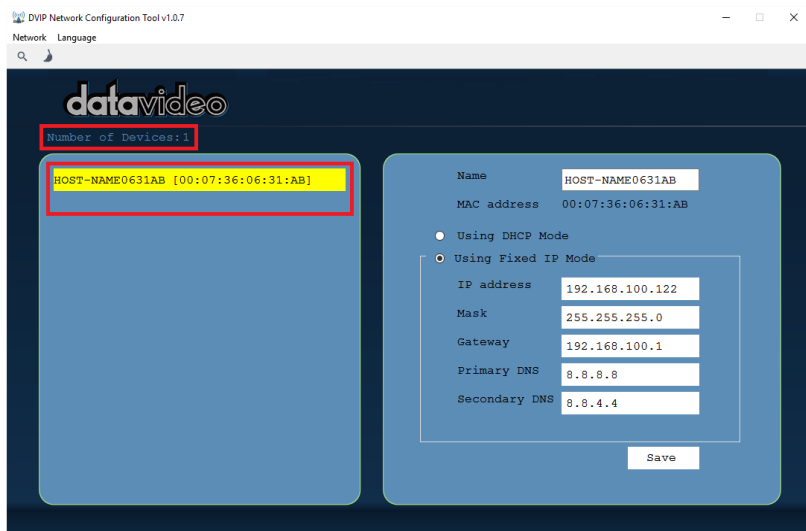 DVIP Network Configuration Tool v1.0.7
Network Language
datavideo
Number of Devices:1
HOST-NAME0631AB [00:07:36:06:31:AB]
Name HOST-NAME0631AB
MAC address 00:07:36:06:31:AB
Using DHCP Mode
Using Fixed IP Mode
IP address 192.168.100.122
Mask 255.255.255.0
Gateway 192.168.100.1
Primary DNS 8.8.8.8
Secondary DNS 8.8.4.4
Save